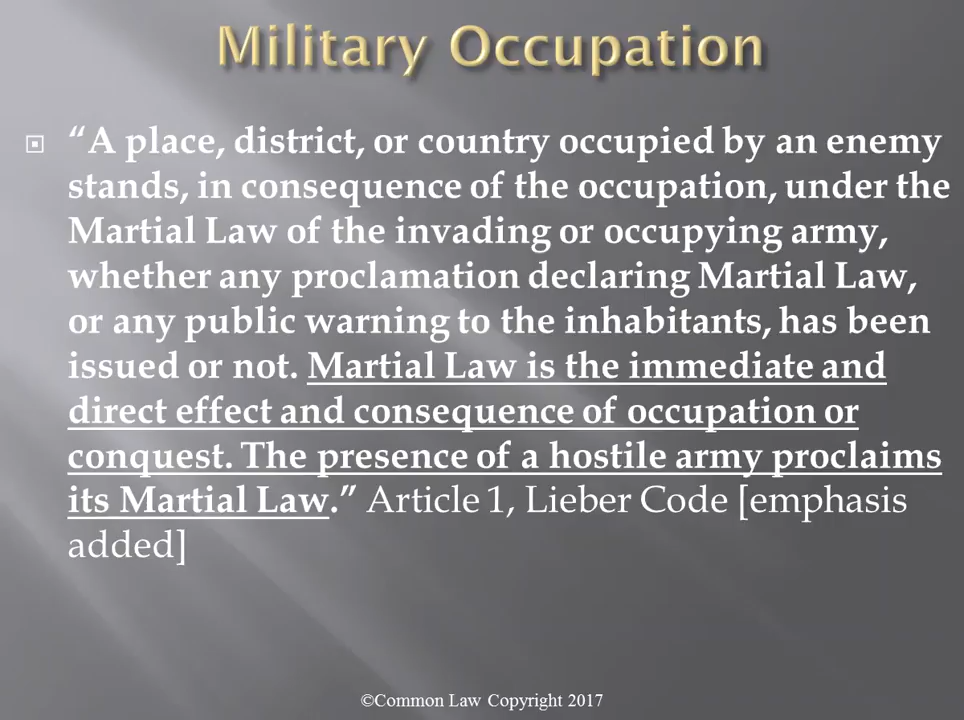 Military Occupation
“A place, district, or country occupied by an enemy
stands, in consequence of the occupation, under the
Martial Law of the invading or occupying army,
whether any proclamation declaring Martial Law,
or any public warning to the inhabitants, has been
issued or not. Martial Law is the immediate and
direct effect and consequence of occupation or
conquest. The presence of a hostile army proclaims
its Martial Law.” Article 1, Lieber Code [emphasis
added]
©Common Law Copyright 2017